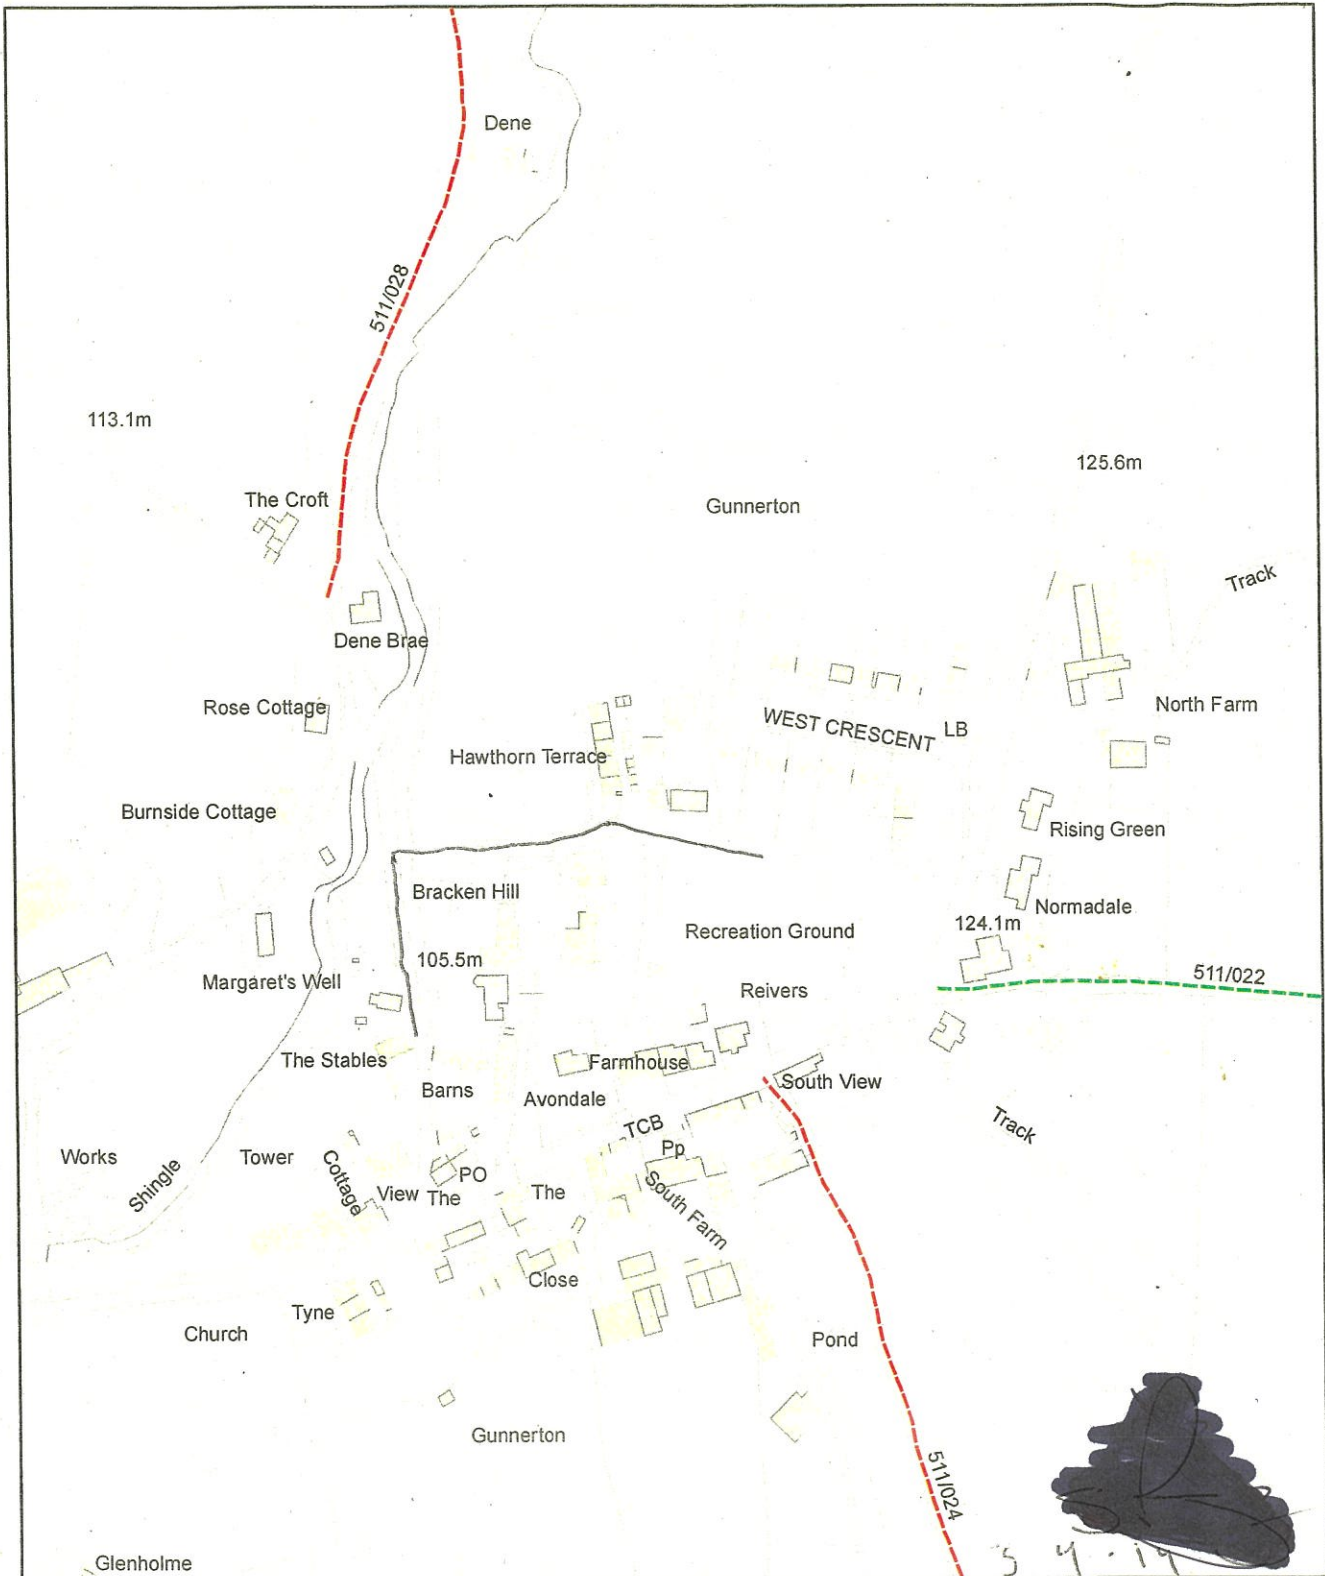 Dene
511/028
113.1m
125.6m
The Croft
Gunnerton
Track
Dene Brae
Rose Cottage
North Farm
WEST CRESCENT
LB
Hawthorn Terrace
Burnside Cottage
Rising Green
Bracken Hill
Normadale
124.1m
Recreation Ground
105.5m
511/022
Margaret's Well
Reivers
The Stables
Farmhouse
South View
Barns
Avondale
TCB
Track
Works
Shingle
Tower
Cottage
PO
Pp
View
The
The
South Farm
Close
Tyne
Church
Pond
Gunnerton
511/024
Glenholme